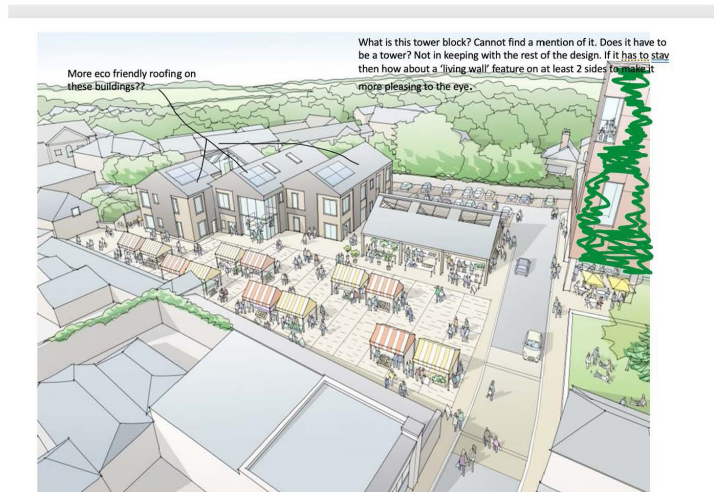 What is this tower block? Cannot find a mention of it. Does it have to
be a tower? Not in keeping with the rest of the design. If it has to stay
then how about a ‘living wall’ feature on at least 2 sides to make it
more pleasing to the eye.
More eco friendly roofing on
these buildings??